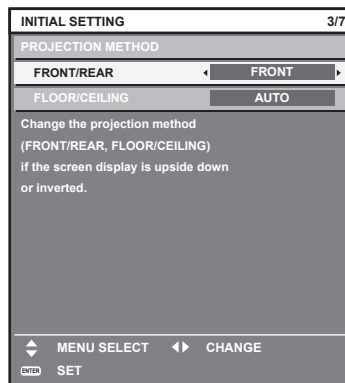 INITIAL SETTING 3/7
PROJECTION METHOD
FRONT/REAR FRONT
FLOOR/CEILING AUTO
Change the projection method
(FRONT/REAR, FLOOR/CEILING)
if the screen display is upside down
or inverted.
MENU SELECT CHANGE
ENTER SET